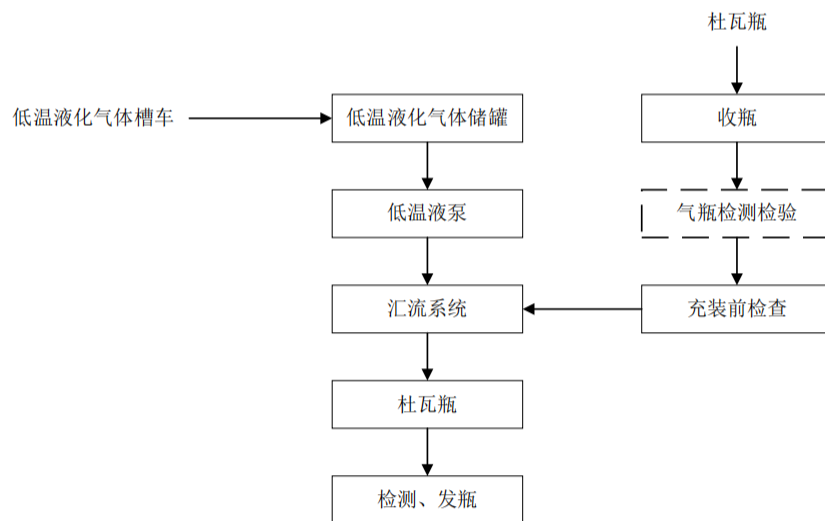 杜瓦瓶
低温液化气体槽车
低温液化气体储罐
收瓶
低温液泵
气瓶检测检验
汇流系统
充装前检查
杜瓦瓶
检测、发瓶